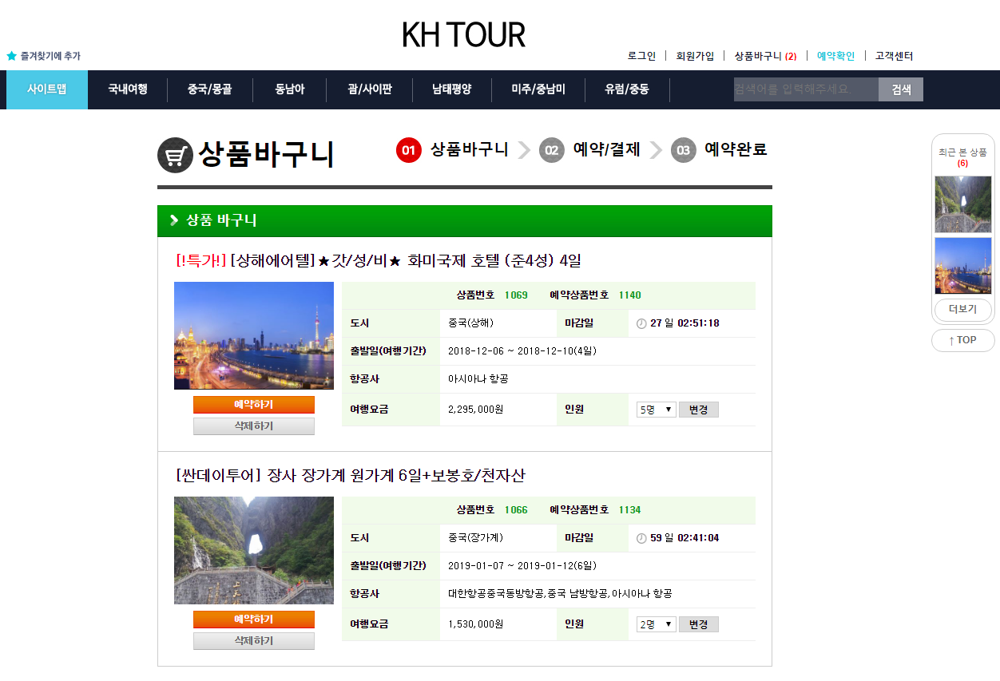 KH TOUR
즐겨찾기에 추가
로그인 회원가입 상품바구니 (2) 예약확인 고객센터
사이트맵 국내여행 중국/몽골 동남아 괌/사이판 남태평양 미주/중남미 유럽/중동 검색어를 입력해주세요. 검색
상품바구니 01 상품바구니 02 예약/결제 03 예약완료
최근 본 상품
(6)
더보기
↑ TOP
상품 바구니
[!특가!] [상해에어텔]★갓/성/비★ 화미국제 호텔 (준4성) 4일
상품번호 1069 예약상품번호 1140
도시 중국(상해) 마감일 27 일 02:51:18
출발일(여행기간) 2018-12-06 ~ 2018-12-10(4일)
항공사 아시아나 항공
여행요금 2,295,000원 인원 5명 ▼ 변경
예약하기
삭제하기
[싼데이투어] 장사 장가계 원가계 6일+보봉호/천자산
상품번호 1066 예약상품번호 1134
도시 중국(장가계) 마감일 59 일 02:41:04
출발일(여행기간) 2019-01-07 ~ 2019-01-12(6일)
항공사 대한항공중국동방항공,중국 남방항공,아시아나 항공
여행요금 1,530,000원 인원 2명 ▼ 변경
예약하기
삭제하기